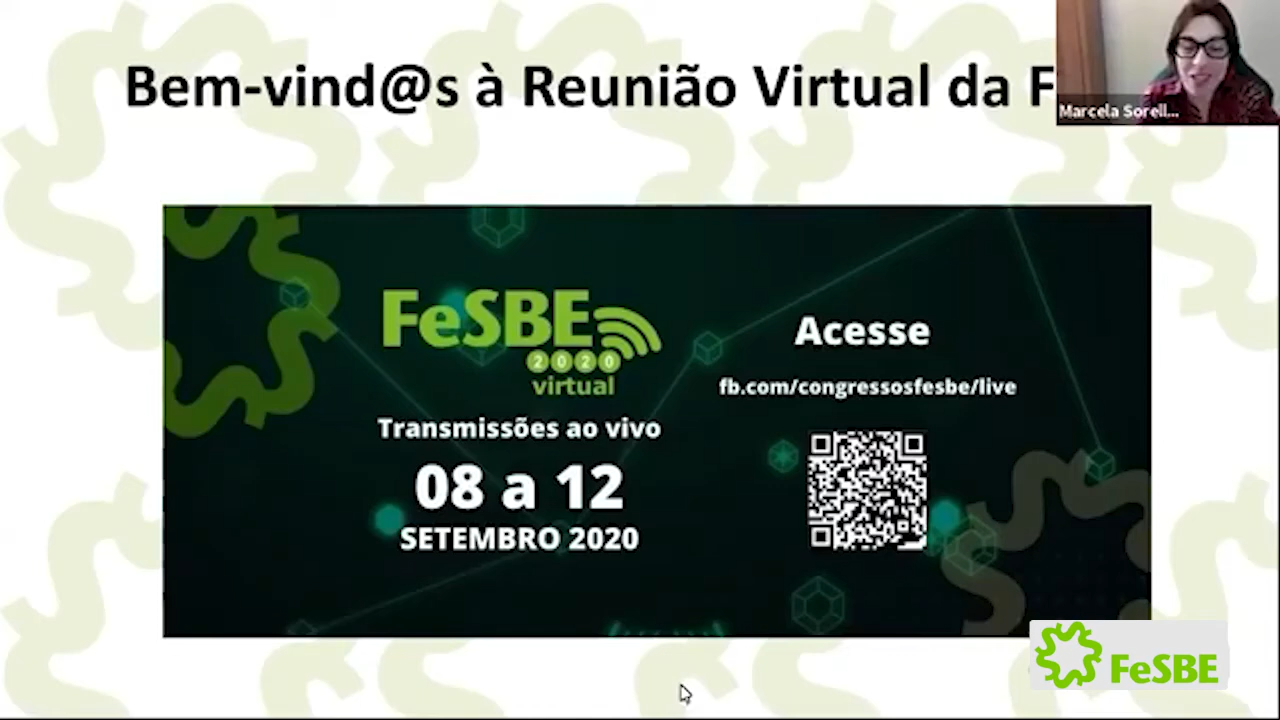 Bem-vind@s à Reunião Virtual da F
Marcela Sorell...
FeSBE
2020
virtual
Transmissões ao vivo
08 a 12
SETEMBRO 2020
Acesse
fb.com/congressosfesbe/live
FeSBE